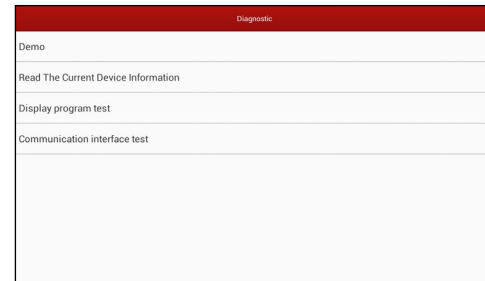 Diagnostic
Demo
Read The Current Device Information
Display program test
Communication interface test